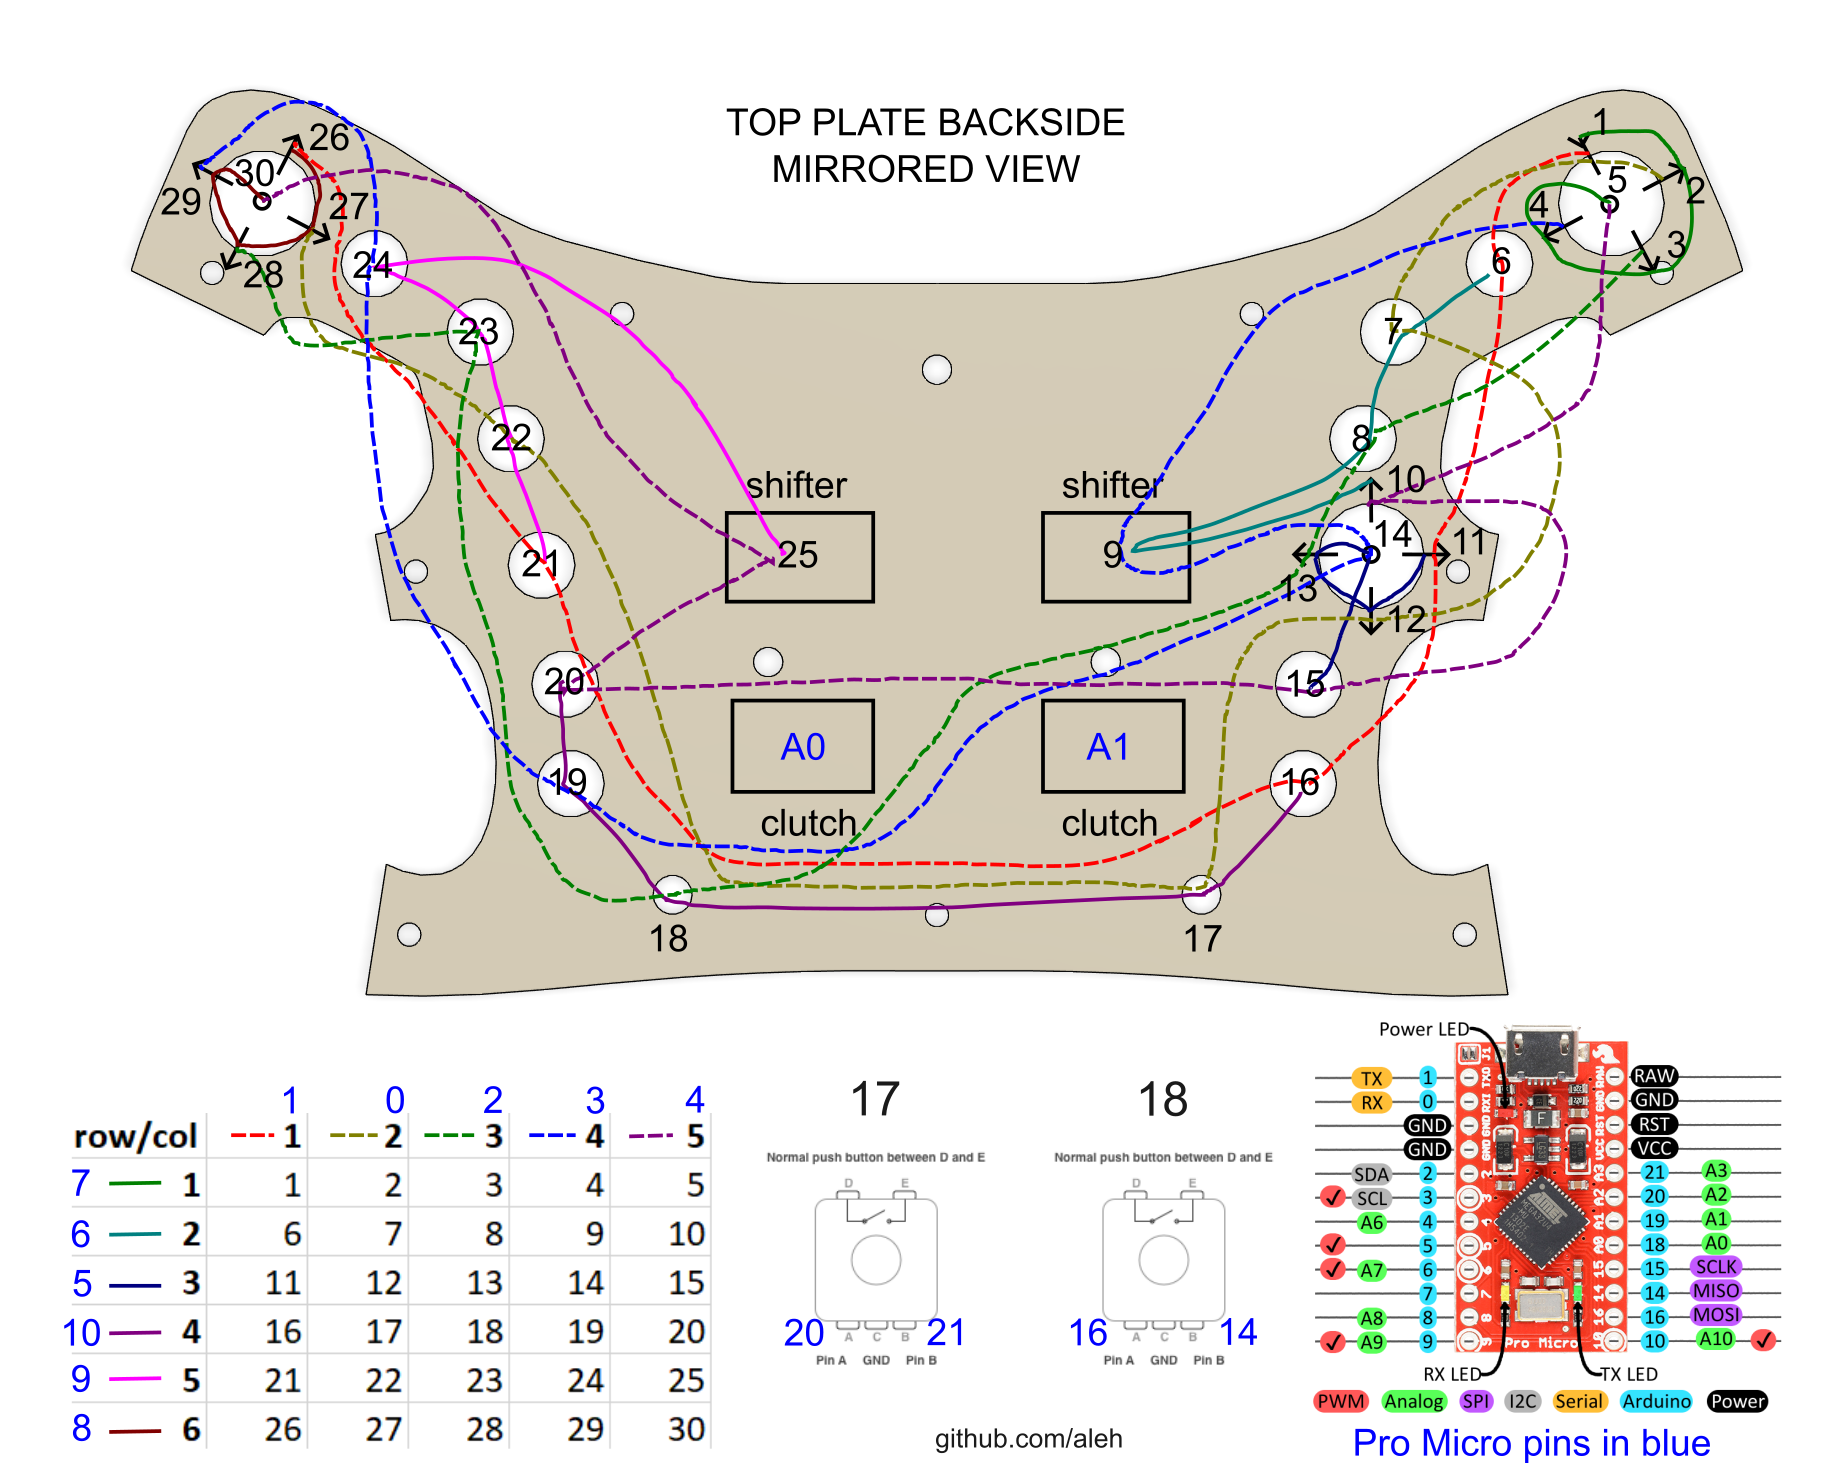 TOP PLATE BACKSIDE
MIRRORED VIEW
26
30
29
27
28
24
23
22
21
20
19
18
25
shifter
shifter
9
A0
A1
clutch
clutch
1
2
5
4
3
6
7
8
10
14
11
13
12
15
16
17
1 0 2 3 4
row/col 1 2 3 4 5
7 1 1 2 3 4 5
6 2 6 7 8 9 10
5 3 11 12 13 14 15
10 4 16 17 18 19 20
9 5 21 22 23 24 25
8 6 26 27 28 29 30
17
Normal push button between D and E
D E
20 A C B 21
Pin A GND Pin B
18
Normal push button between D and E
D E
16 A C B 14
Pin A GND Pin B
github.com/aleh
Power LED
TX 1 RAW
RX 0 GND
GND RST
GND VCC
SDA 2 21 A3
SCL 3 20 A2
A6 4 19 A1
5 18 A0
A7 6 15 SCLK
7 14 MISO
A8 8 16 MOSI
A9 9 10 A10
Pro Micro
RX LED TX LED
PWM Analog SPI I2C Serial Arduino Power
Pro Micro pins in blue